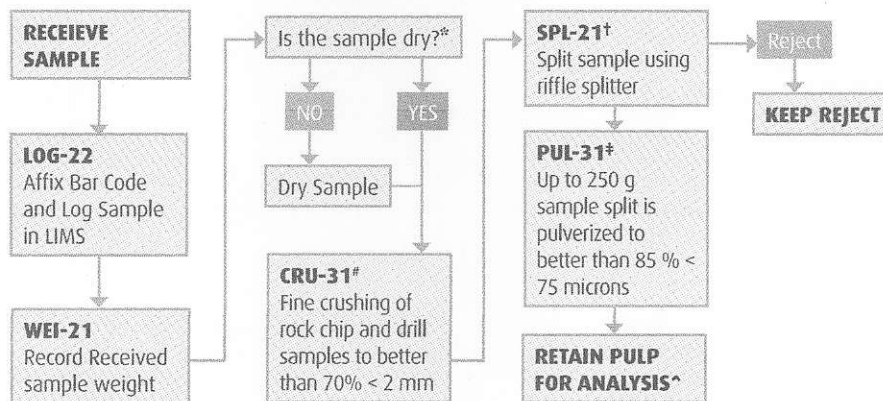 RECEIEVE
SAMPLE
LOG-22
Affix Bar Code
and Log Sample
in LIMS
WEI-21
Record Received
sample weight
Is the sample dry?*
NO
YES
Dry Sample
CRU-31#
Fine crushing of
rock chip and drill
samples to better
than 70% < 2 mm
SPL-21†
Split sample using
riffle splitter
Reject
KEEP REJECT
PUL-31‡
Up to 250 g
sample split is
pulverized to
better than 85 % <
75 microns
RETAIN PULP
FOR ANALYSIS^